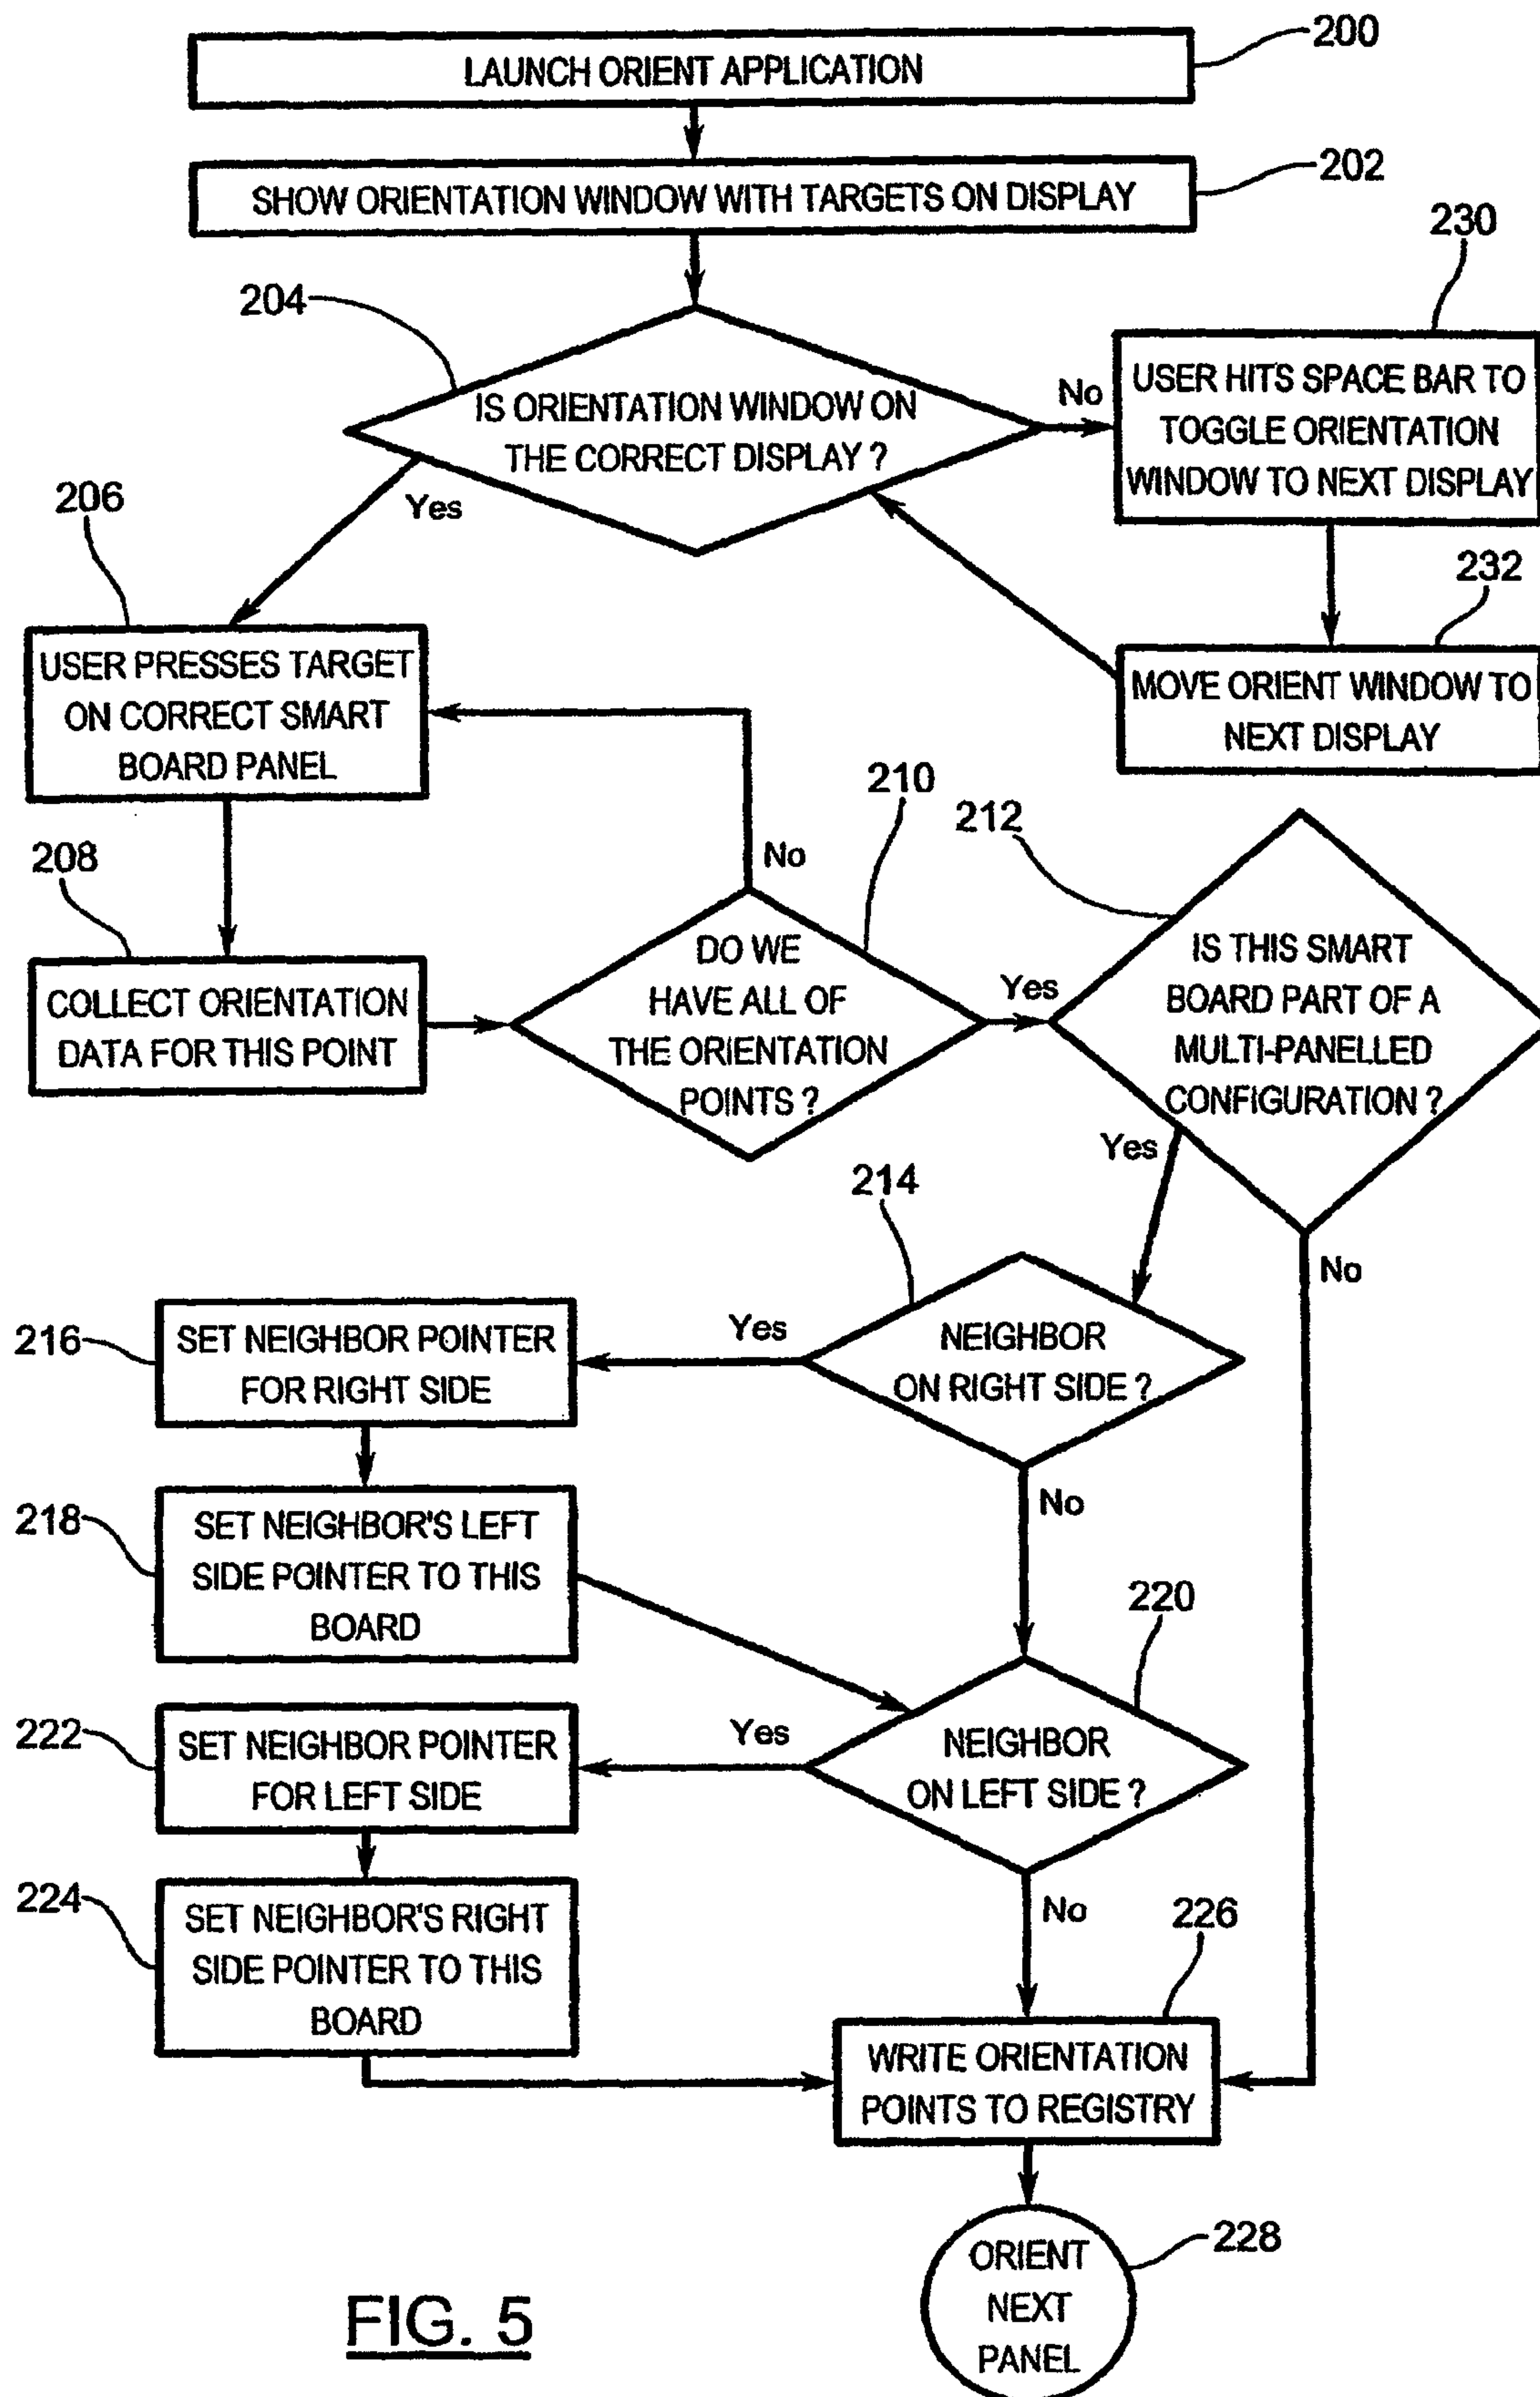 200
LAUNCH ORIENT APPLICATION
202
SHOW ORIENTATION WINDOW WITH TARGETS ON DISPLAY
230
204
USER HITS SPACE BAR TO
TOGGLE ORIENTATION
WINDOW TO NEXT DISPLAY
No
IS ORIENTATION WINDOW ON
THE CORRECT DISPLAY ?
Yes
206
232
USER PRESSES TARGET
ON CORRECT SMART
BOARD PANEL
MOVE ORIENT WINDOW TO
NEXT DISPLAY
210
212
No
208
COLLECT ORIENTATION
DATA FOR THIS POINT
DO WE
HAVE ALL OF
THE ORIENTATION
POINTS ?
Yes
IS THIS SMART
BOARD PART OF A
MULTI-PANELLED
CONFIGURATION ?
Yes
No
214
216
SET NEIGHBOR POINTER
FOR RIGHT SIDE
Yes
NEIGHBOR
ON RIGHT SIDE ?
No
218
SET NEIGHBOR'S LEFT
SIDE POINTER TO THIS
BOARD
220
222
SET NEIGHBOR POINTER
FOR LEFT SIDE
Yes
NEIGHBOR
ON LEFT SIDE ?
No
224
SET NEIGHBOR'S RIGHT
SIDE POINTER TO THIS
BOARD
226
WRITE ORIENTATION
POINTS TO REGISTRY
228
ORIENT
NEXT
PANEL
FIG. 5